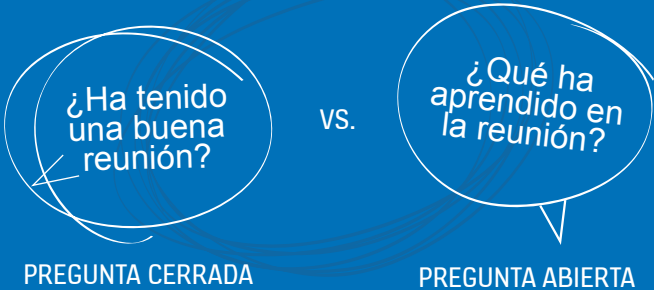 ¿Ha tenido
una buena
reunión?
VS.
¿Qué ha
aprendido en
la reunión?
PREGUNTA CERRADA
PREGUNTA ABIERTA